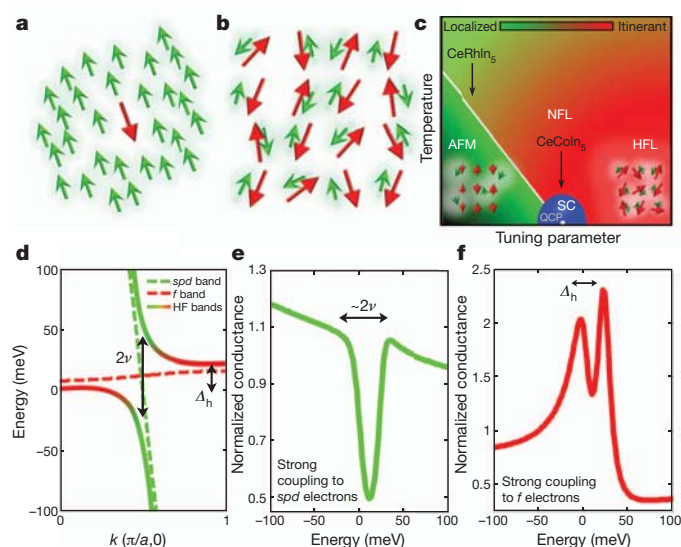 a
b
c
Localized
Itinerant
CeRhIn5
NFL
AFM
CeCoIn5
HFL
SC
QCP
Temperature
Tuning parameter
d
100
50
0
−50
−100
Energy (meV)
spd band
f band
HF bands
2ν
Δh
0
1
k (π/a,0)
e
1.3
1.1
0.9
0.7
0.5
Normalized conductance
~2ν
Strong
coupling to
spd electrons
−100 −50 0 50 100
Energy (meV)
f
2.5
2
1.5
1
0.5
Normalized conductance
Δh
Strong coupling
to f electrons
−100 −50 0 50 100
Energy (meV)